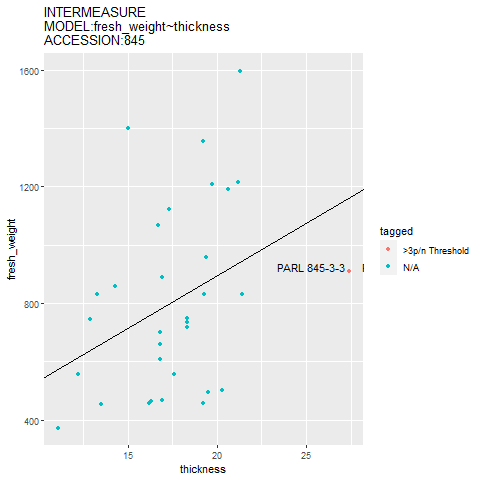 INTERMEASURE
MODEL:fresh_weight~thickness
ACCESSION:845
1600
1200
800
400
fresh_weight
PARL 845-3-3
15
20
25
thickness
tagged
>3p/n Threshold
N/A